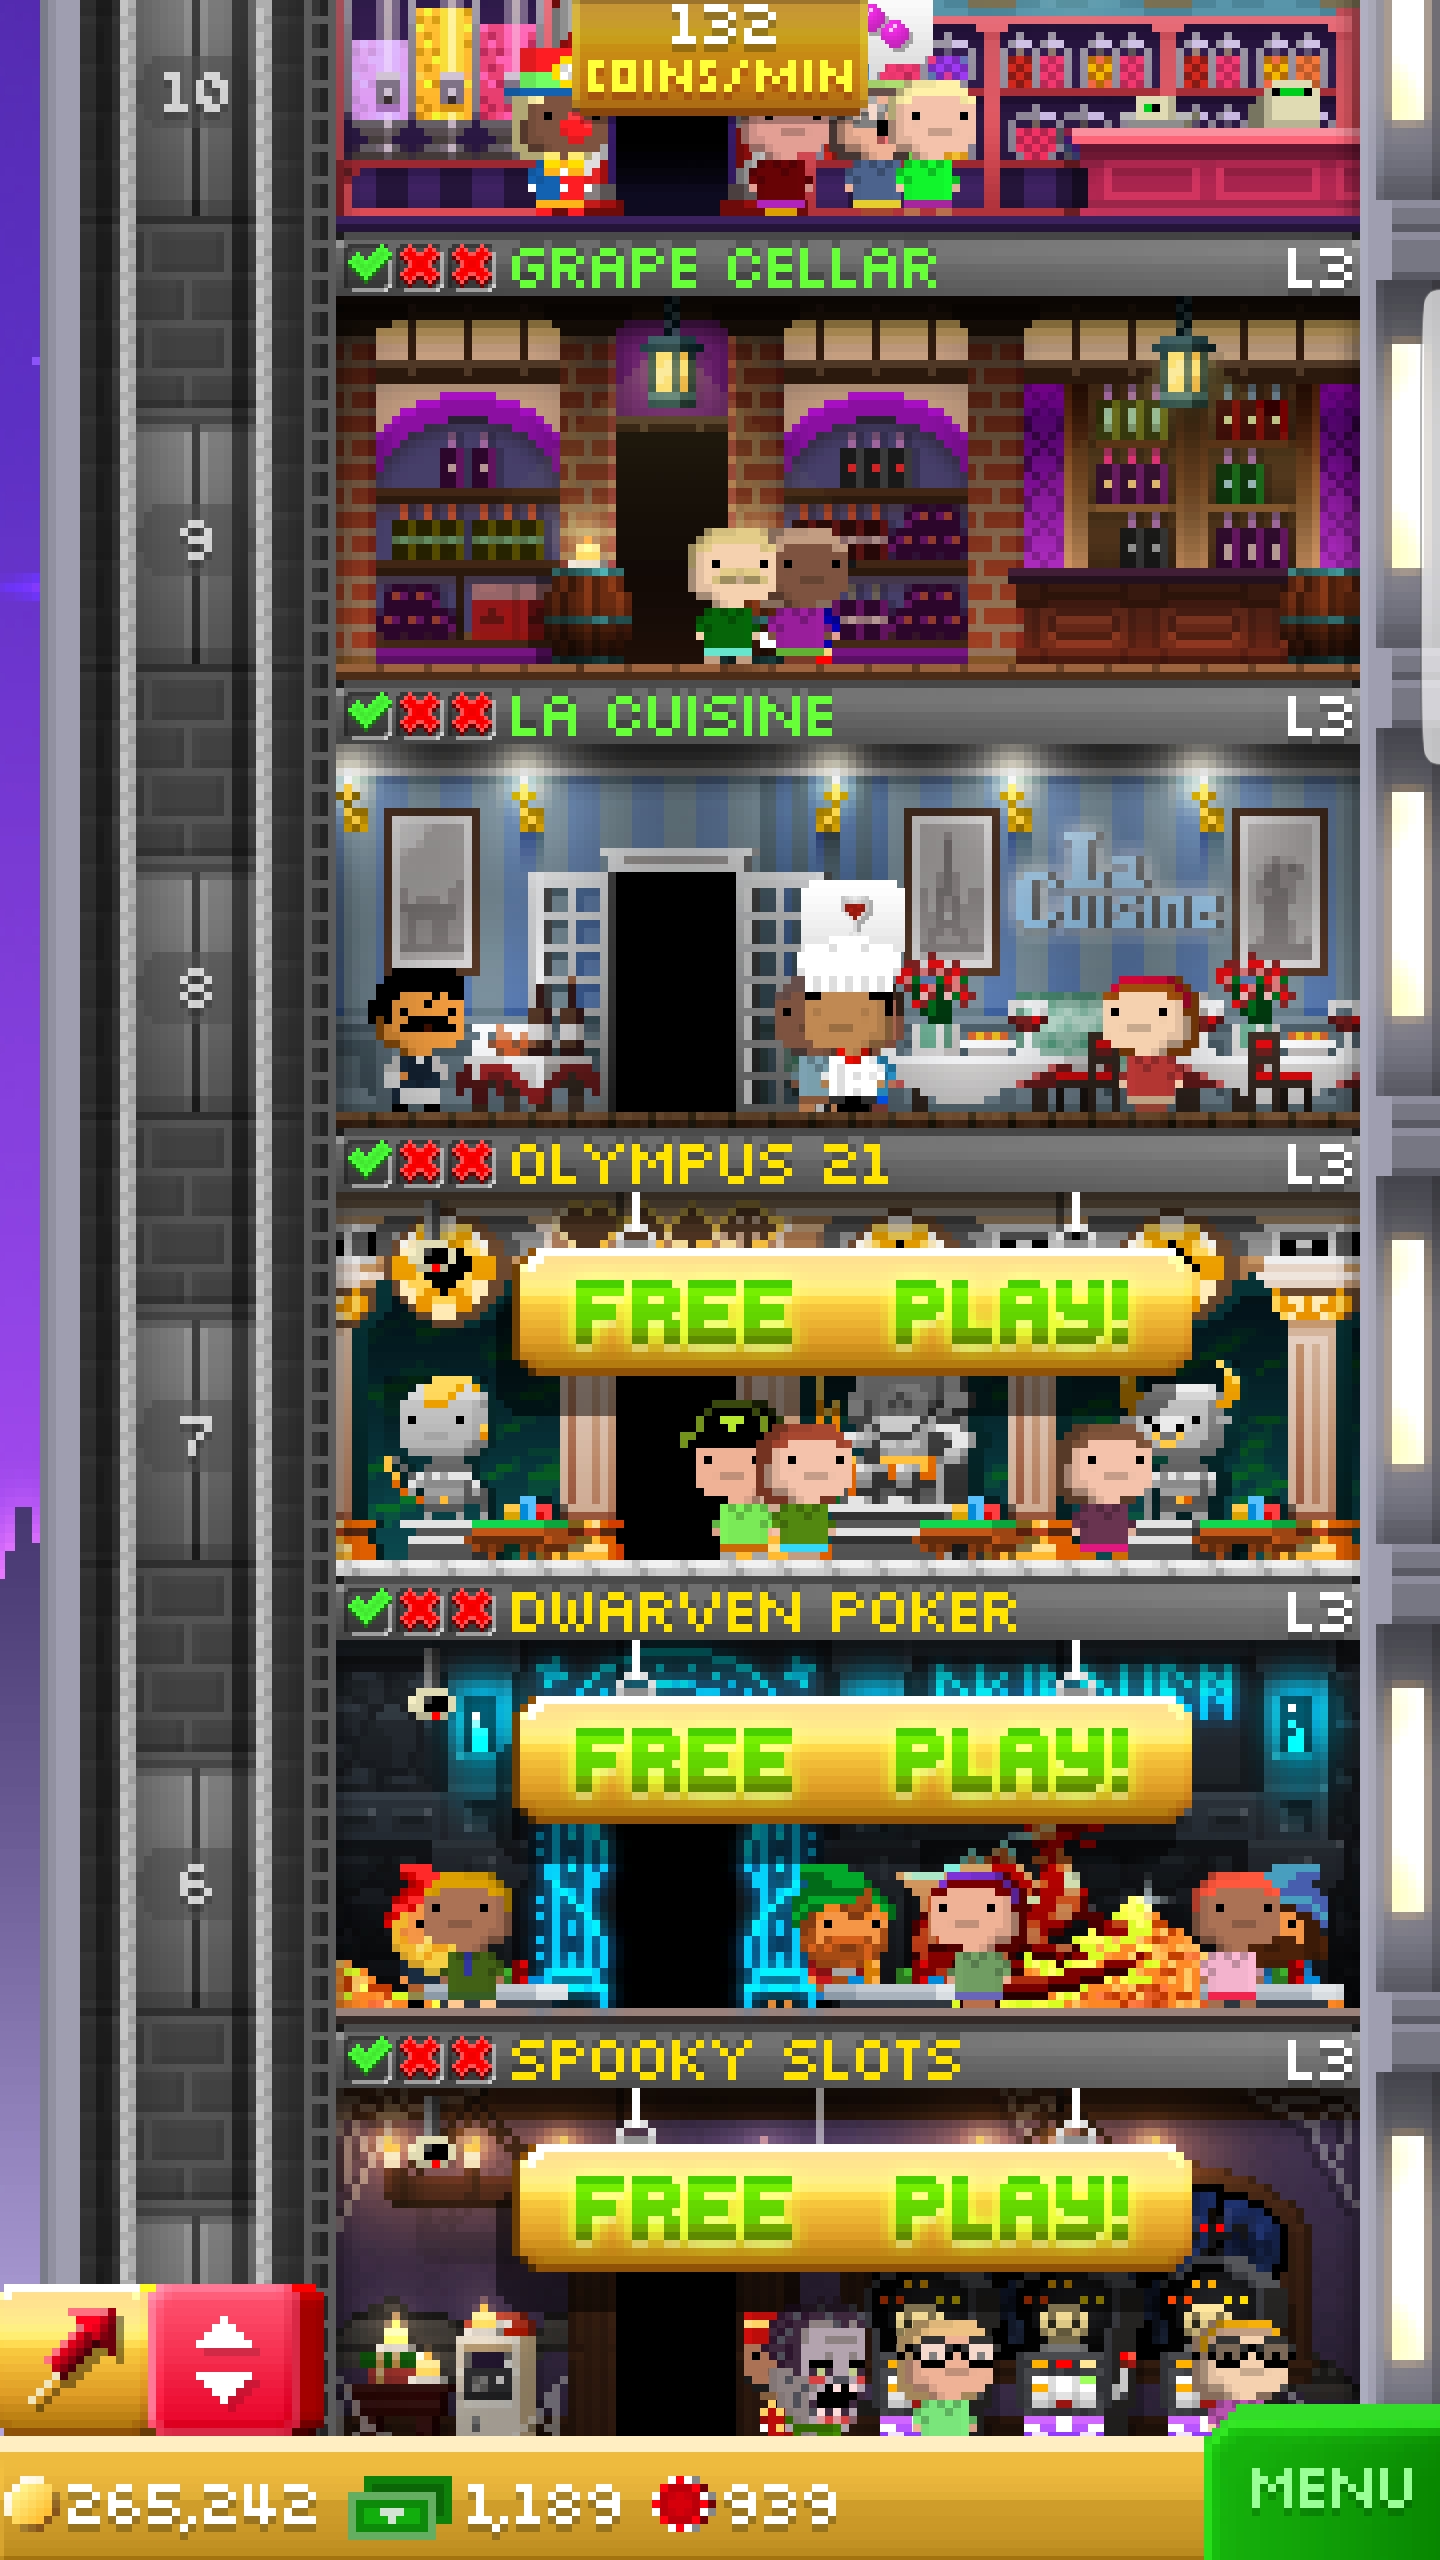 132
COINS/MIN
10
GRAPE CELLAR L3
9
LA CUISINE L3
La
Cuisine
8
OLYMPUS 21 L3
FREE PLAY!
7
DWARVEN POKER L3
FREE PLAY!
6
SPOOKY SLOTS L3
FREE PLAY!
265,242 1,189 939
MENU